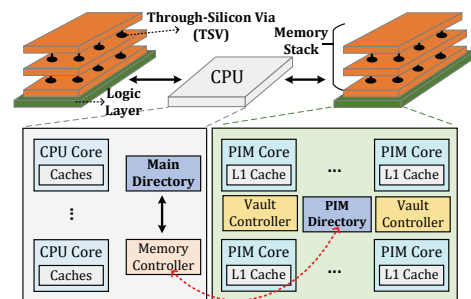 Through-Silicon Via
(TSV)
Memory
Stack
CPU
Logic
Layer
CPU Core
Caches
Main
Directory
⋮
CPU Core
Caches
Memory
Controller
PIM Core
L1 Cache
...
PIM Core
L1 Cache
Vault
Controller
PIM
Directory
Vault
Controller
PIM Core
L1 Cache
...
PIM Core
L1 Cache